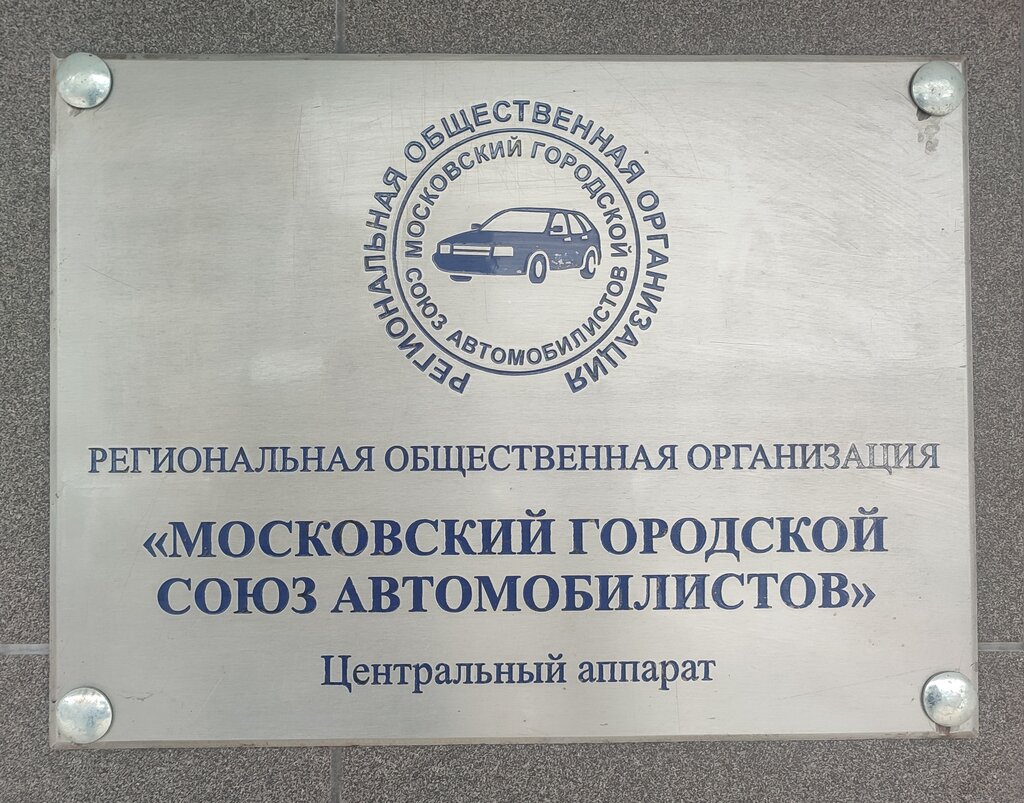 РЕГИОНАЛЬНАЯ ОБЩЕСТВЕННАЯ ОРГАНИЗАЦИЯ
МОСКОВСКИЙ ГОРОДСКОЙ
СОЮЗ АВТОМОБИЛИСТОВ
РЕГИОНАЛЬНАЯ ОБЩЕСТВЕННАЯ ОРГАНИЗАЦИЯ
«МОСКОВСКИЙ ГОРОДСКОЙ
СОЮЗ АВТОМОБИЛИСТОВ»
Центральный аппарат